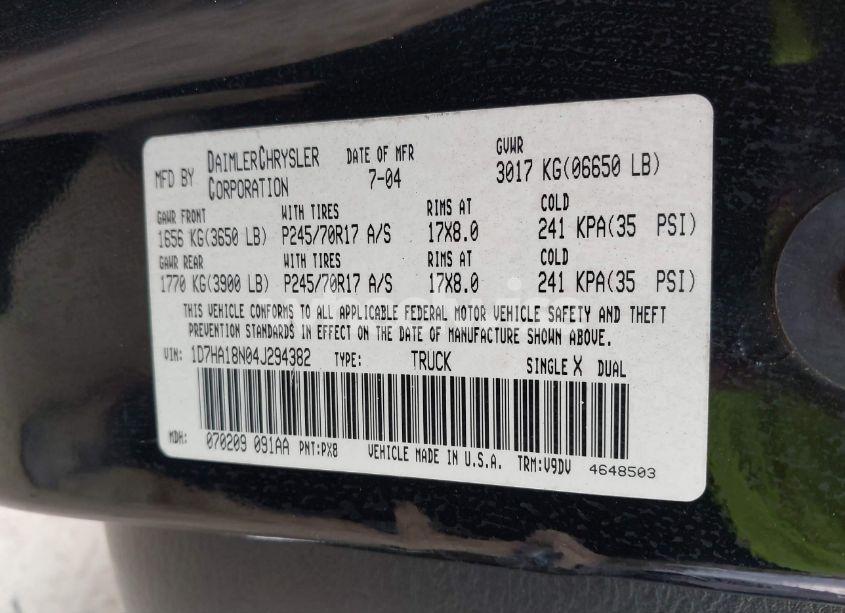 MFD BY DAIMLERCHRYSLER CORPORATION DATE OF MFR 7-04 GVWR 3017 KG(06650 LB)
GAWR FRONT WITH TIRES RIMS AT COLD
1656 KG(3650 LB) P245/70R17 A/S 17X8.0 241 KPA(35 PSI)
GAWR REAR WITH TIRES RIMS AT COLD
1770 KG(3900 LB) P245/70R17 A/S 17X8.0 241 KPA(35 PSI)
THIS VEHICLE CONFORMS TO ALL APPLICABLE FEDERAL MOTOR VEHICLE SAFETY AND THEFT
PREVENTION STANDARDS IN EFFECT ON THE DATE OF MANUFACTURE SHOWN ABOVE.
VIN: 1D7HA18N04J294382 TYPE: TRUCK SINGLE X DUAL
MDH: 070209 091AA PNT:PX8 VEHICLE MADE IN U.S.A. TRM:V9DV 4648503